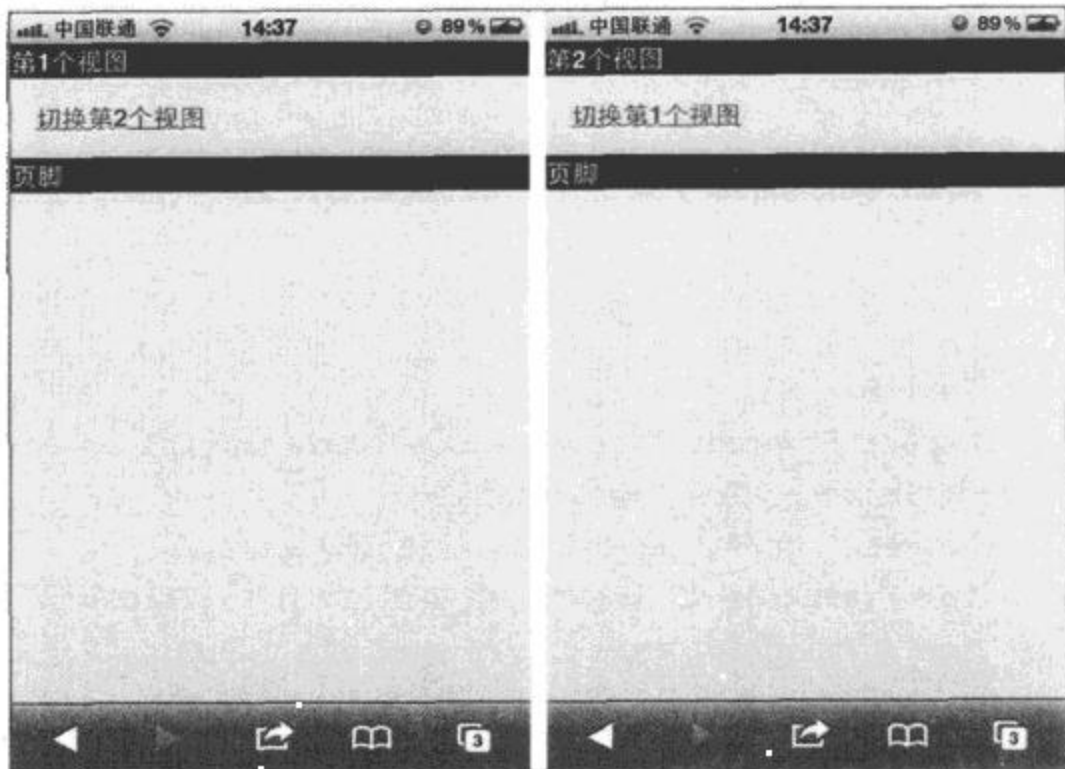 中国联通 14:37 89%
第1个视图
切换第2个视图
页脚
3
中国联通 14:37 89%
第2个视图
切换第1个视图
页脚
3